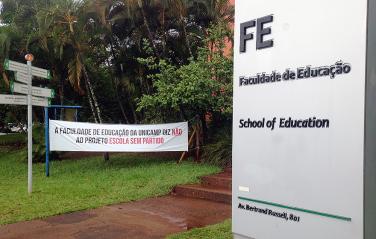 A FACULDADE DE EDUCAÇÃO DA UNICAMP DIZ NÃO
AO PROJETO ESCOLA SEM PARTIDO
FE
Faculdade de Educação
School of Education
Av. Bertrand Russell, 801